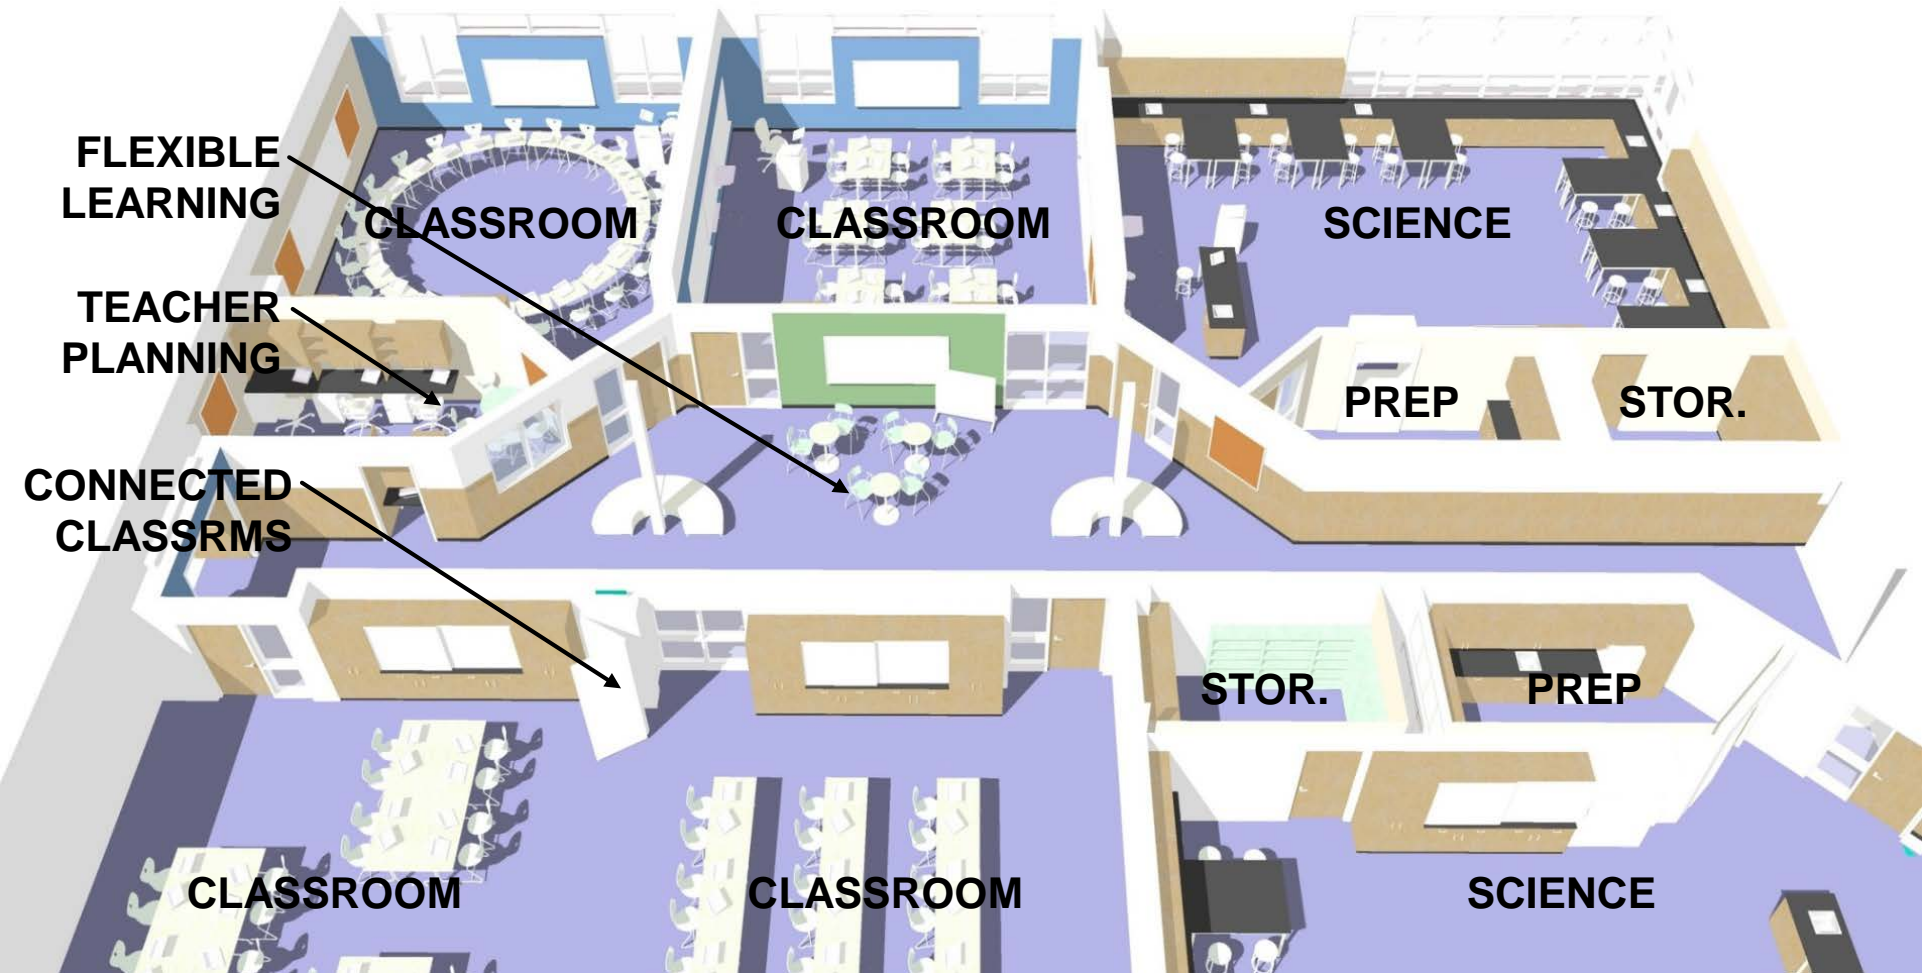 FLEXIBLE
LEARNING
CLASSROOM
CLASSROOM
SCIENCE
TEACHER
PLANNING
PREP
STOR.
CONNECTED
CLASSRMS
STOR.
PREP
CLASSROOM
CLASSROOM
SCIENCE